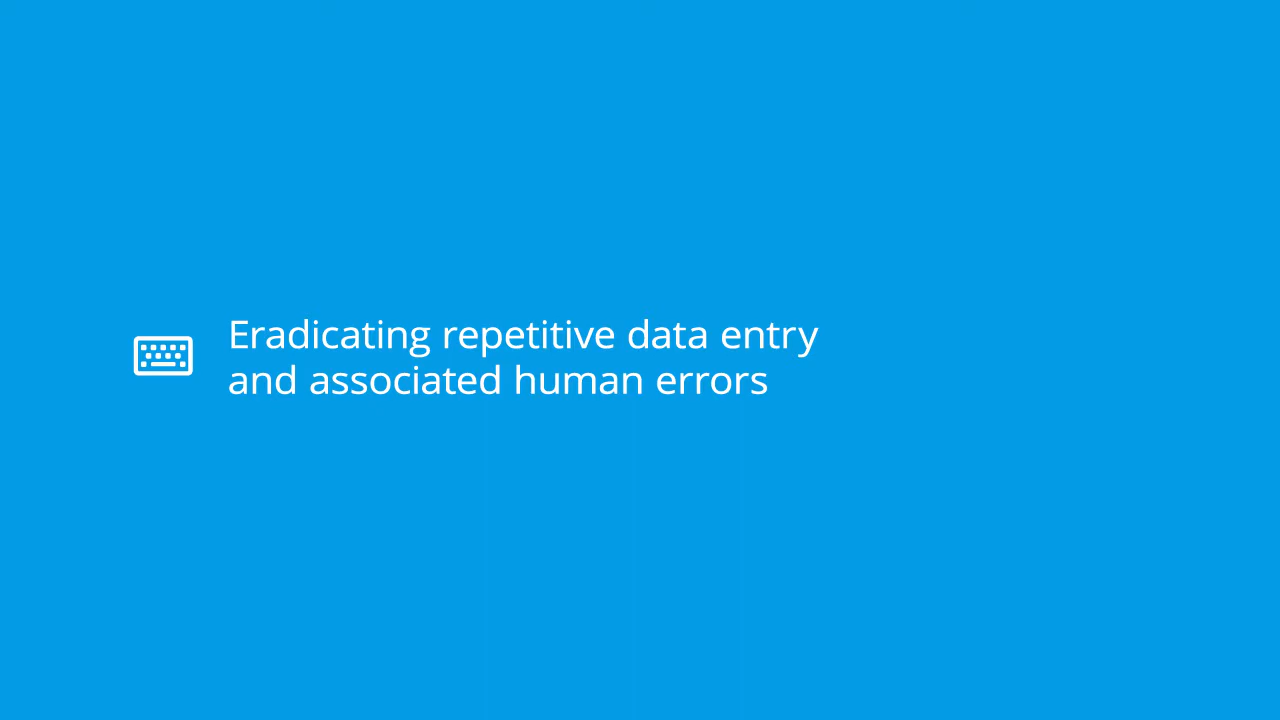 Eradicating repetitive data entry
and associated human errors